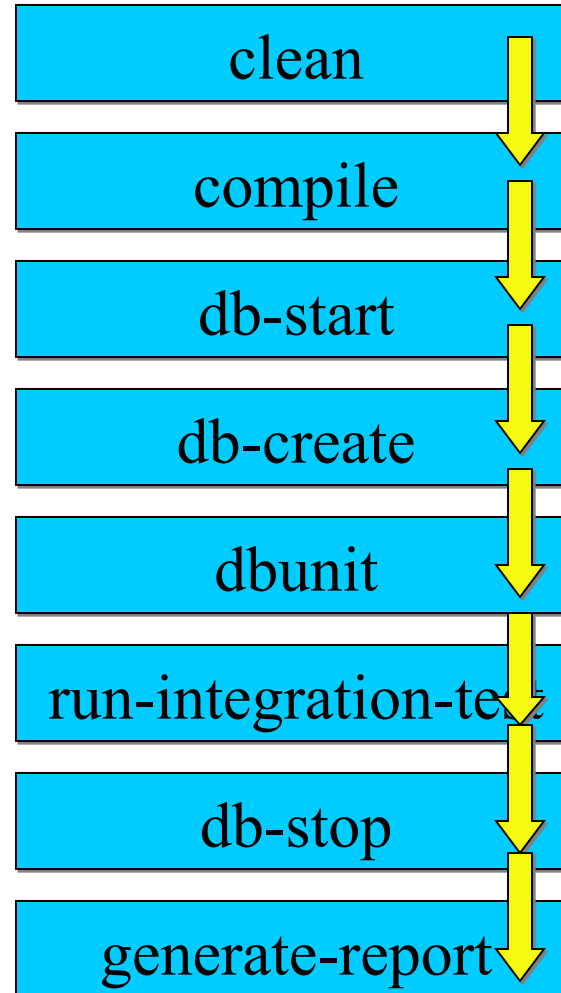 clean
compile
db-start
db-create
dbunit
run-integration-test
db-stop
generate-report